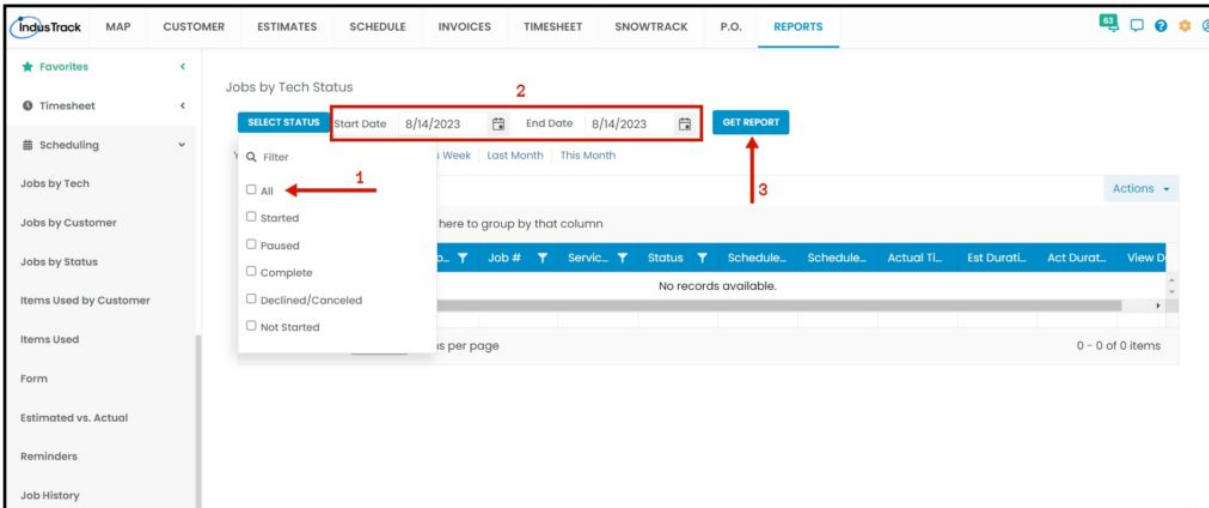 IndusTrack MAP CUSTOMER ESTIMATES SCHEDULE INVOICES TIMESHEET SNOWTRACK P.O. REPORTS 63
Favorites
Timesheet
Scheduling
Jobs by Tech
Jobs by Customer
Jobs by Status
Items Used by Customer
Items Used
Form
Estimated vs. Actual
Reminders
Job History
Jobs by Tech Status
2
SELECT STATUS Start Date 8/14/2023 End Date 8/14/2023 GET REPORT
Filter
All
Started
Paused
Complete
Declined/Canceled
Not Started
1
Week Last Month This Month
3
Actions
here to group by that column
Job # Servic... Status Schedule... Schedule... Actual Ti... Est Durati... Act Durat... View D
No records available.
per page 0 - 0 of 0 items